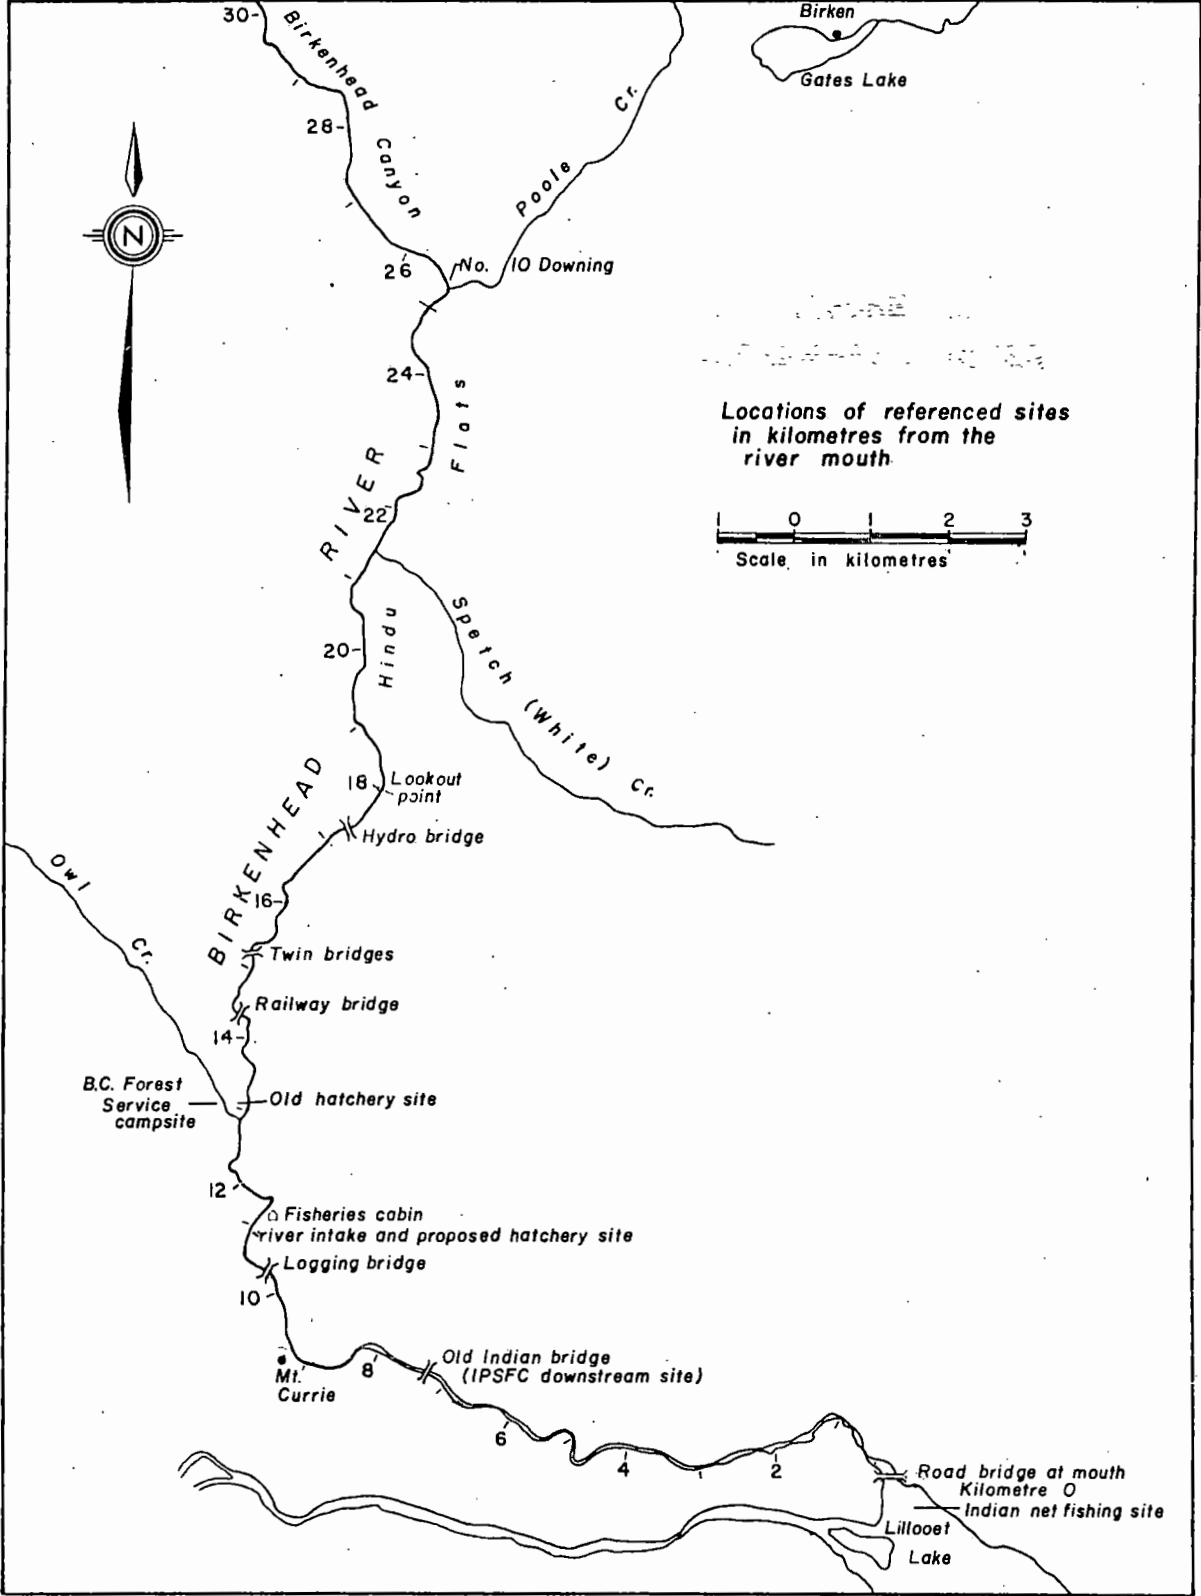 30
Birkenhead Canyon
Birken
Gates Lake
28
Poole Cr.
N
26
No. 10 Downing
24
Flats
Locations of referenced sites
in kilometres from the
river mouth
22
1 0 1 2 3
Scale in kilometres
BIRKENHEAD RIVER
Hindu
20
Spetch (White) Cr.
18
Lookout
point
Hydro bridge
Owl Cr.
16
Twin bridges
Railway bridge
14
B.C. Forest
Service
campsite
Old hatchery site
12
Fisheries cabin
river intake and proposed hatchery site
Logging bridge
10
Mt.
Currie
8
Old Indian bridge
(IPSFC downstream site)
6
4
2
Road bridge at mouth
Kilometre 0
Indian net fishing site
Lillooet
Lake